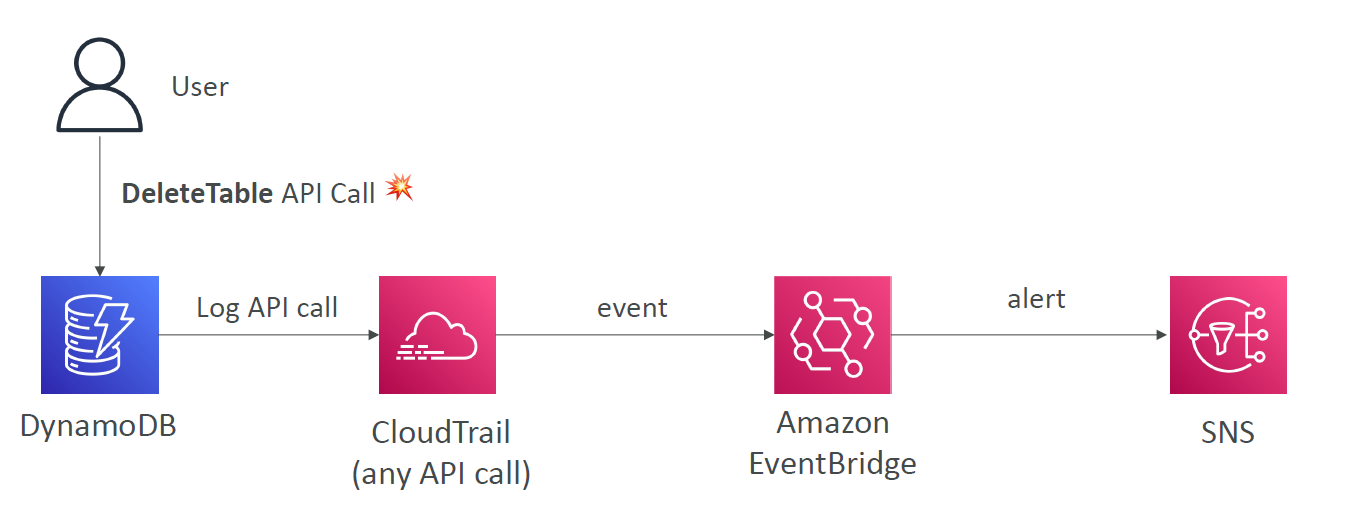 User
DeleteTable API Call
Log API call
event
alert
DynamoDB
CloudTrail
(any API call)
Amazon
EventBridge
SNS